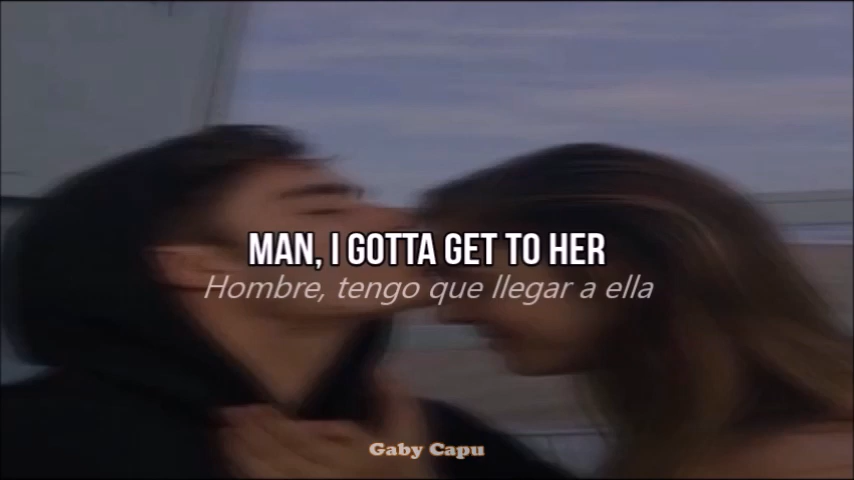 MAN, I GOTTA GET TO HER
Hombre, tengo que llegar a ella
Gaby Capu